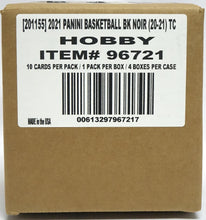 [201155] 2021 PANINI BASKETBALL BK NOIR (20-21) TC
HOBBY
ITEM# 96721
10 CARDS PER PACK / 1 PACK PER BOX / 4 BOXES PER CASE
MADE in the USA
00613297967217